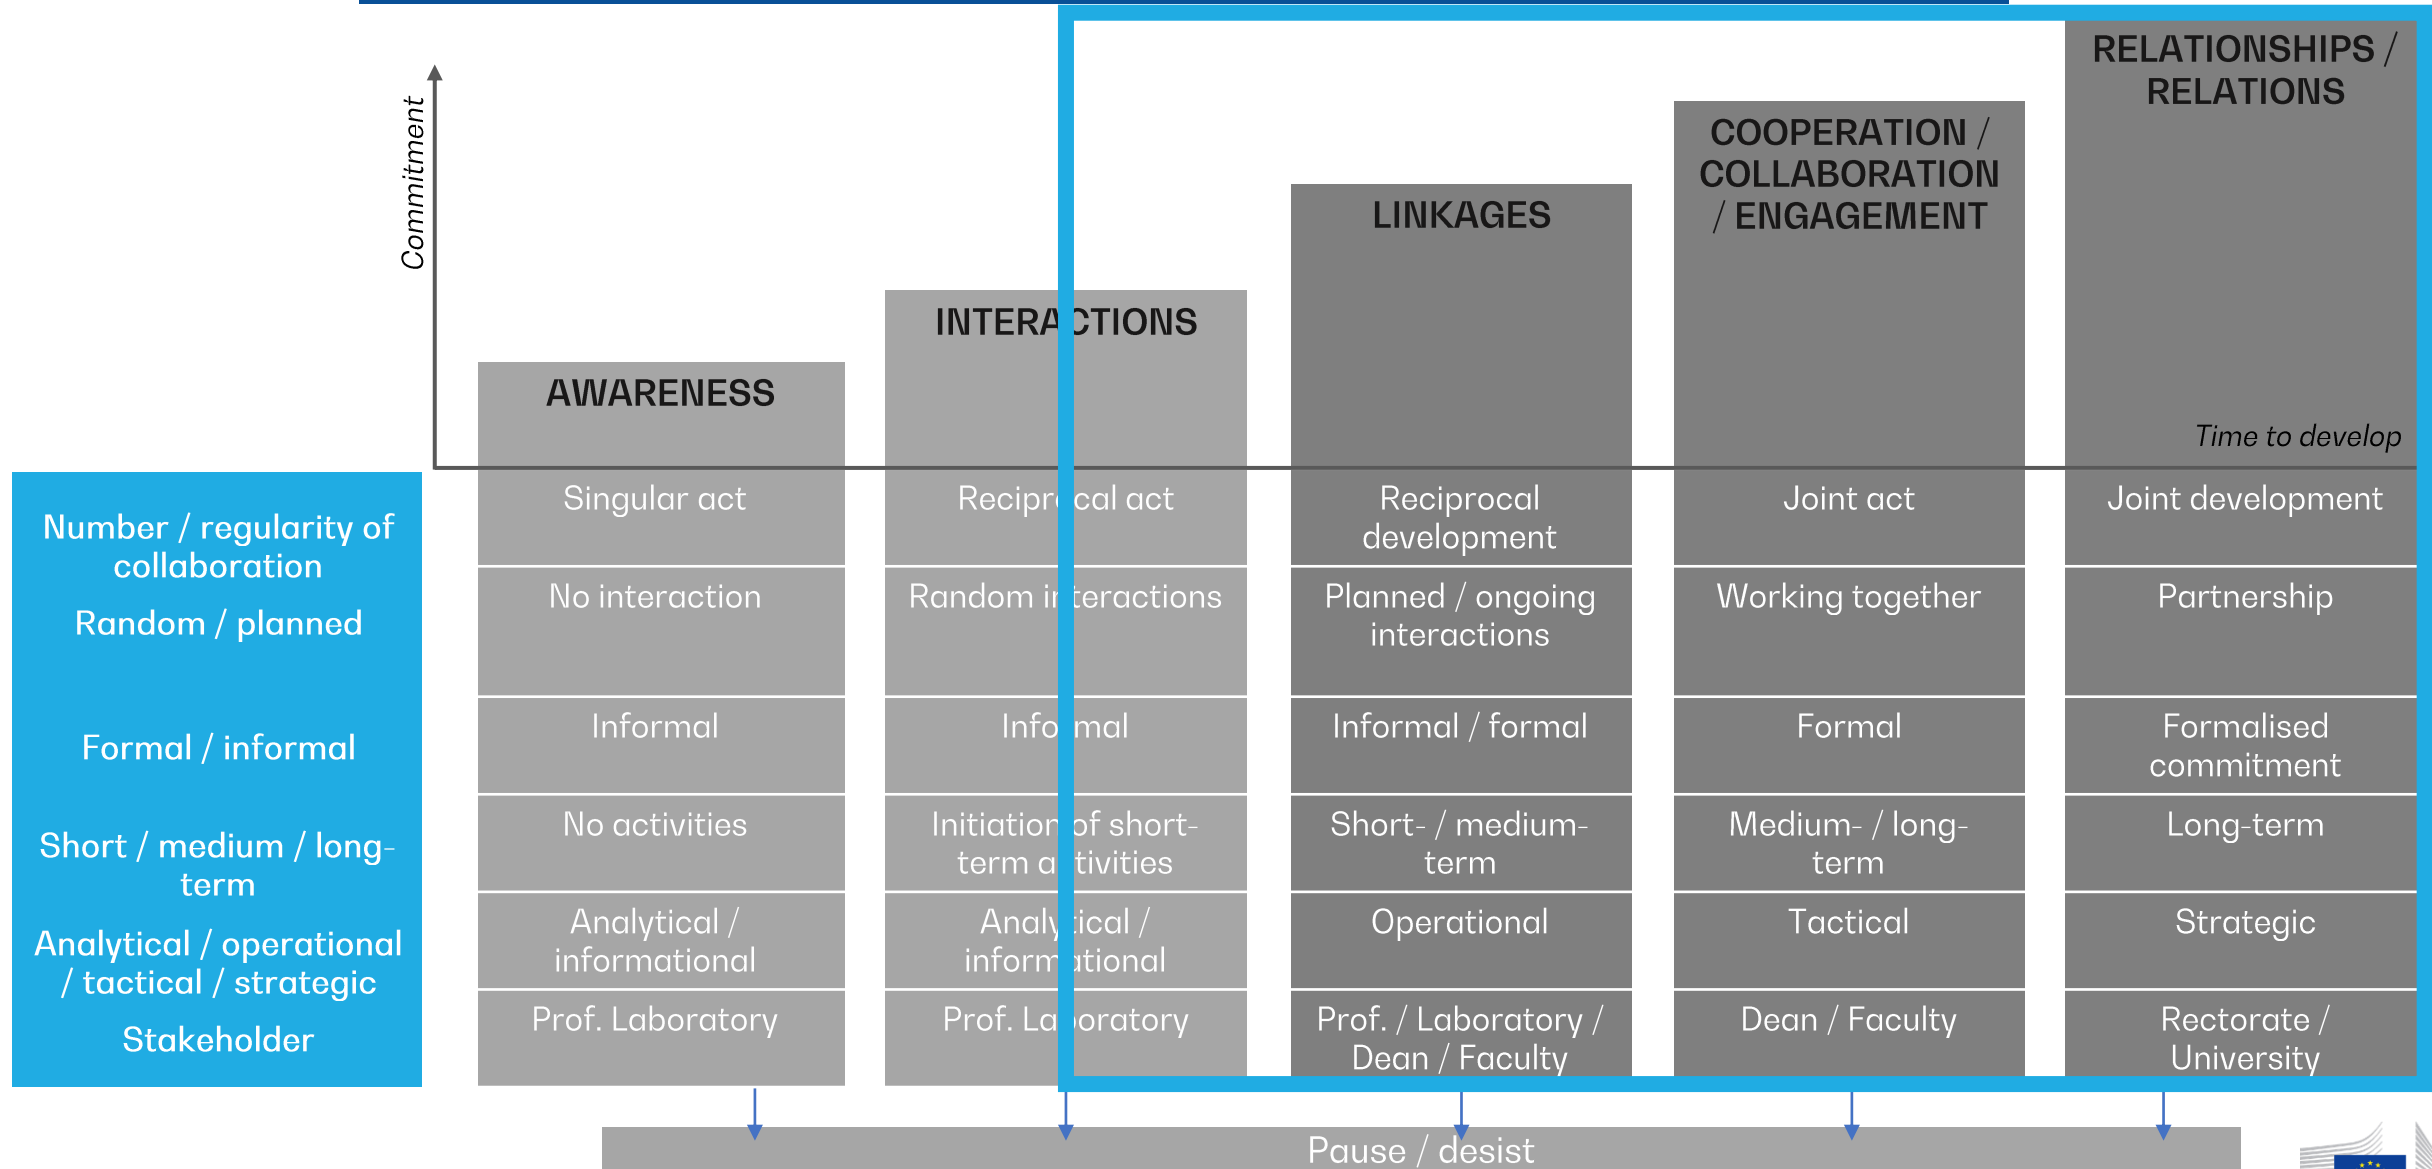 RELATIONSHIPS /
RELATIONS
COOPERATION /
COLLABORATION
/ ENGAGEMENT
LINKAGES
INTERACTIONS
AWARENESS
Commitment
Time to develop
Number / regularity of
collaboration
Singular act
Reciprocal act
Reciprocal
development
Joint act
Joint development
Random / planned
No interaction
Random interactions
Planned / ongoing
interactions
Working together
Partnership
Formal / informal
Informal
Informal
Informal / formal
Formal
Formalised
commitment
Short / medium / long-
term
No activities
Initiation of short-
term activities
Short- / medium-
term
Medium- / long-
term
Long-term
Analytical / operational
/ tactical / strategic
Analytical /
informational
Analytical /
informational
Operational
Tactical
Strategic
Stakeholder
Prof. Laboratory
Prof. Laboratory
Prof. / Laboratory /
Dean / Faculty
Dean / Faculty
Rectorate /
University
Pause / desist